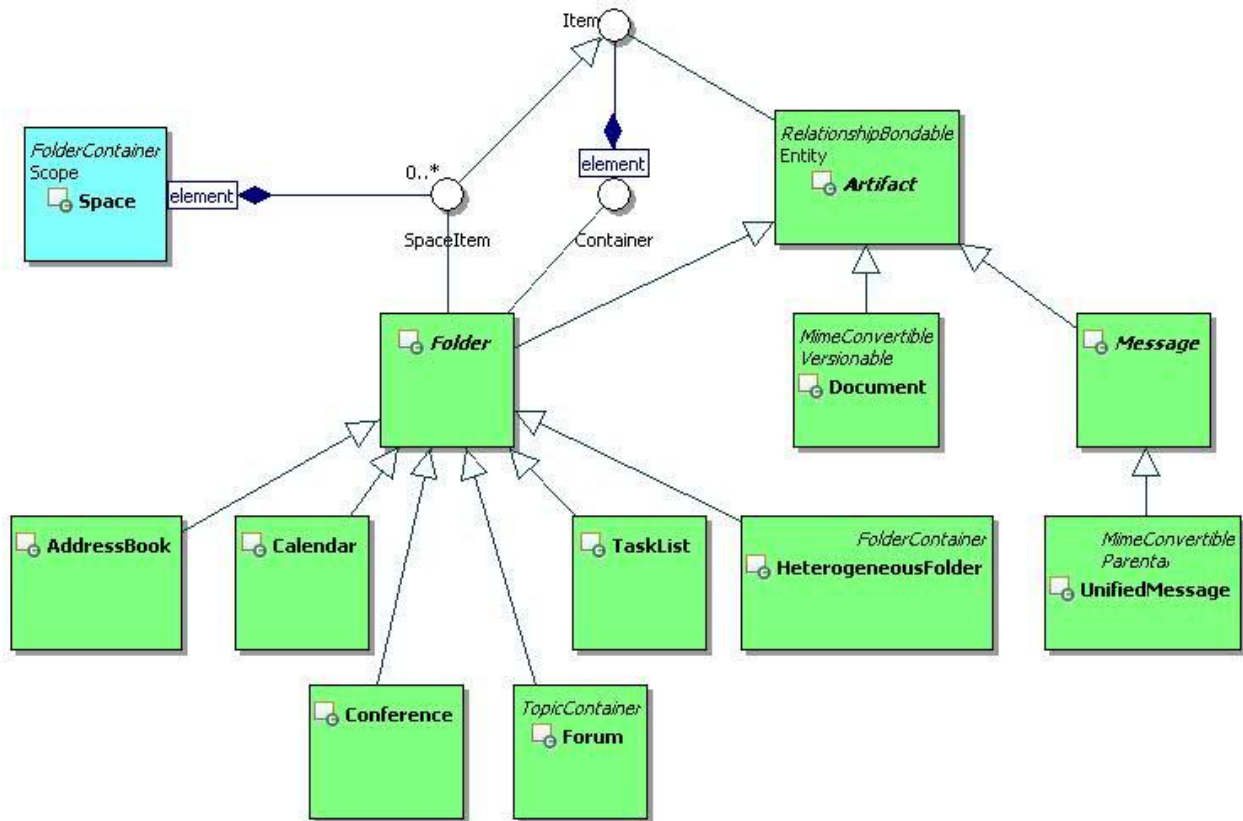 Item
FolderContainer
Scope
Space
element
0..*
SpaceItem
element
Container
RelationshipBondable
Entity
Artifact
Folder
MimeConvertible
Versionable
Document
Message
AddressBook
Calendar
TaskList
FolderContainer
HeterogeneousFolder
MimeConvertible
Parental
UnifiedMessage
Conference
TopicContainer
Forum